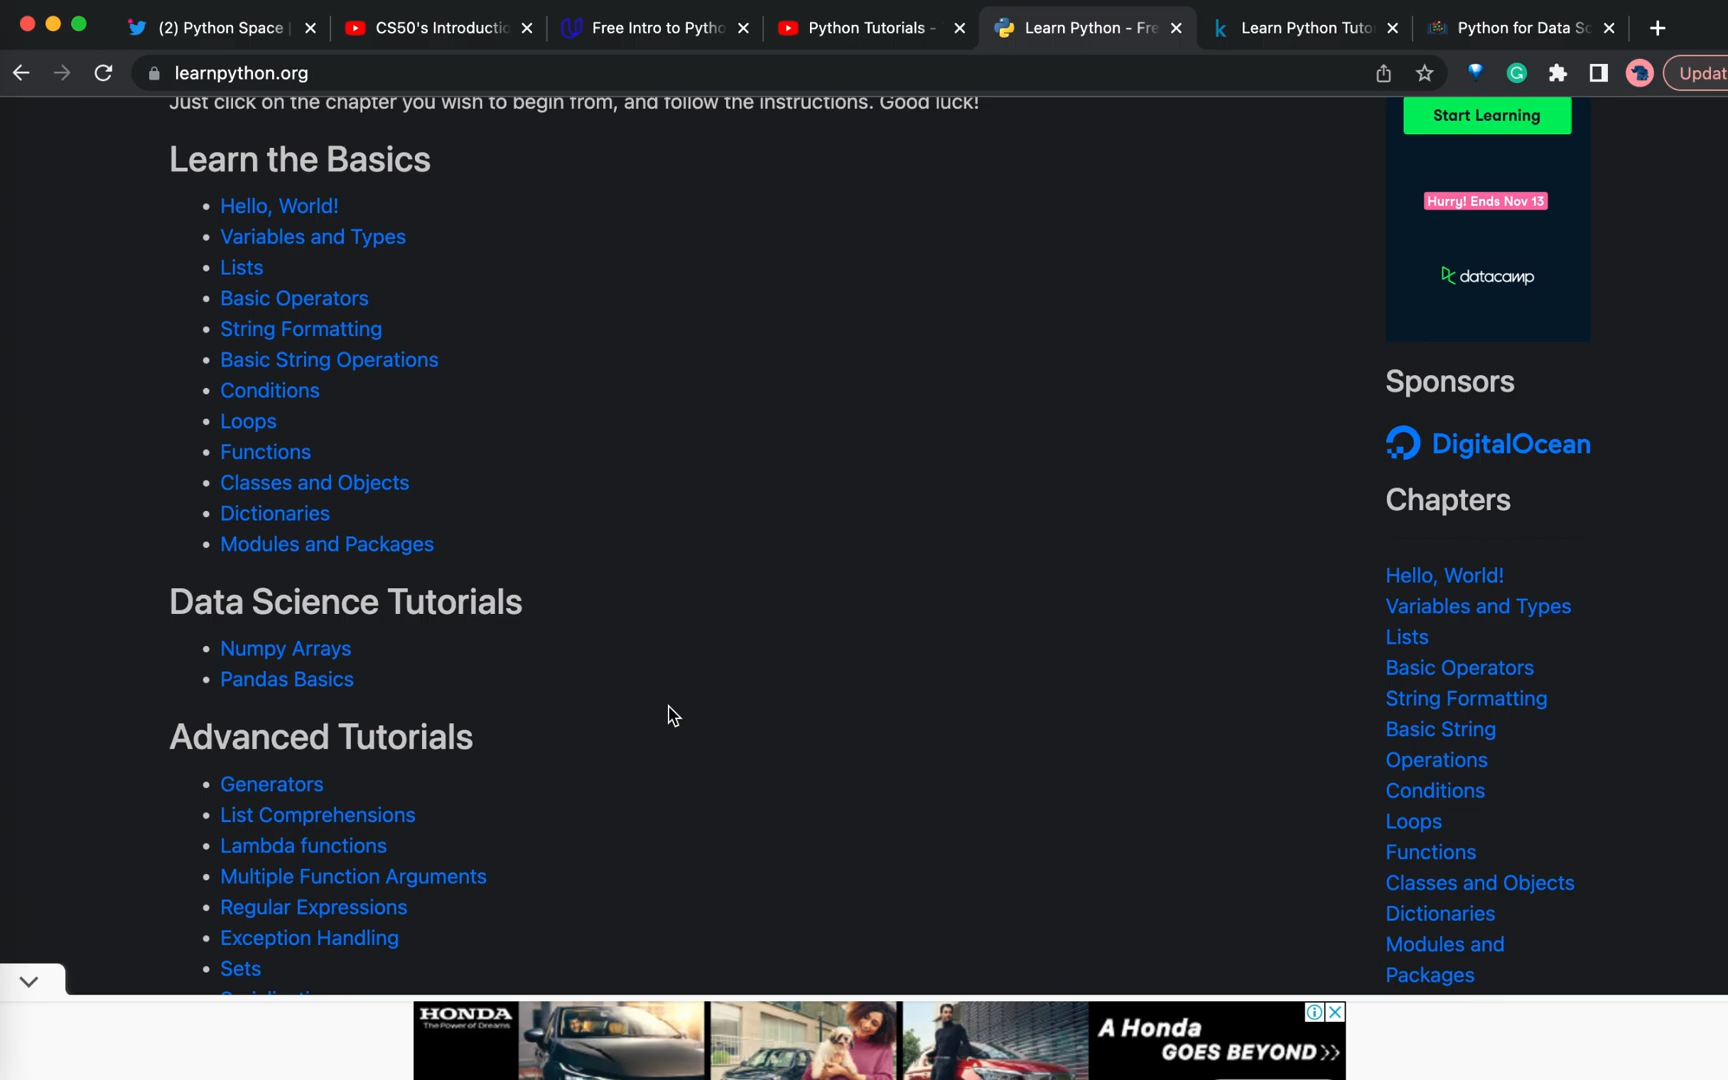 (2) Python Space
CS50's Introductio
Free Intro to Pytho
Python Tutorials -
Learn Python - Fre
Learn Python Tuto
Python for Data Sc
learnpython.org
Updat
Just click on the chapter you wish to begin from, and follow the instructions. Good luck!
Learn the Basics
Hello, World!
Variables and Types
Lists
Basic Operators
String Formatting
Basic String Operations
Conditions
Loops
Functions
Classes and Objects
Dictionaries
Modules and Packages
Data Science Tutorials
Numpy Arrays
Pandas Basics
Advanced Tutorials
Generators
List Comprehensions
Lambda functions
Multiple Function Arguments
Regular Expressions
Exception Handling
Sets
Start Learning
Hurry! Ends Nov 13
datacamp
Sponsors
DigitalOcean
Chapters
Hello, World!
Variables and Types
Lists
Basic Operators
String Formatting
Basic String
Operations
Conditions
Loops
Functions
Classes and Objects
Dictionaries
Modules and
Packages
HONDA
The Power of Dreams
A Honda
GOES BEYOND